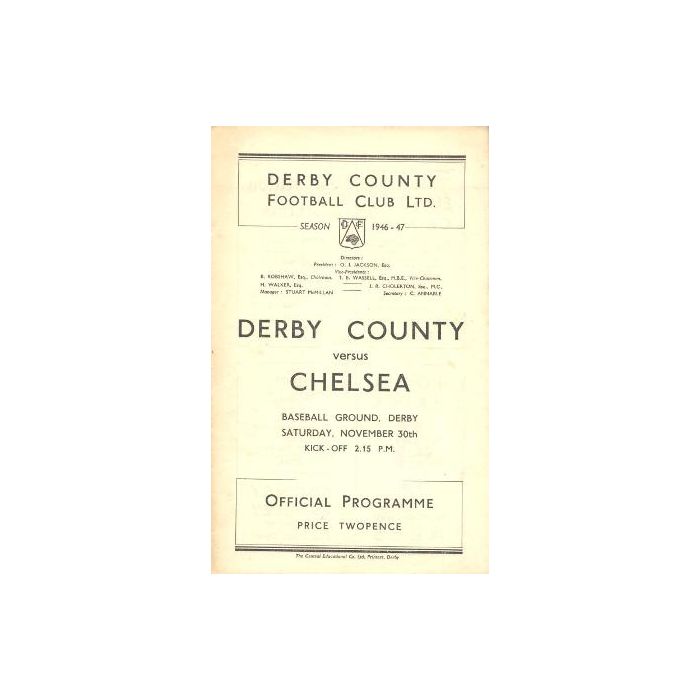 DERBY COUNTY
FOOTBALL CLUB LTD.
SEASON D F 1946 - 47
Directors:
President: O. J. JACKSON, Esq.
Vice-Presidents:
B. ROBSHAW, Esq., Chairman. T. B. WASSELL, Esq., M.B.E., Vice-Chairman.
H. WALKER, Esq. J. R. CHOLERTON, Esq., M.C.
Manager: STUART McMILLAN Secretary: C. ANNABLE
DERBY COUNTY
versus
CHELSEA
BASEBALL GROUND, DERBY
SATURDAY, NOVEMBER 30th
KICK-OFF 2.15 P.M.
OFFICIAL PROGRAMME
PRICE TWOPENCE
The Central Educational Co. Ltd., Printers, Derby.